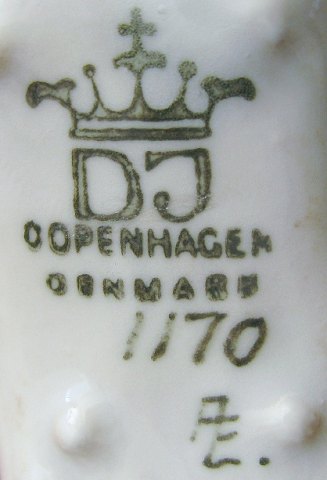 DJ
COPENHAGEN
DENMARK
1170
Æ.